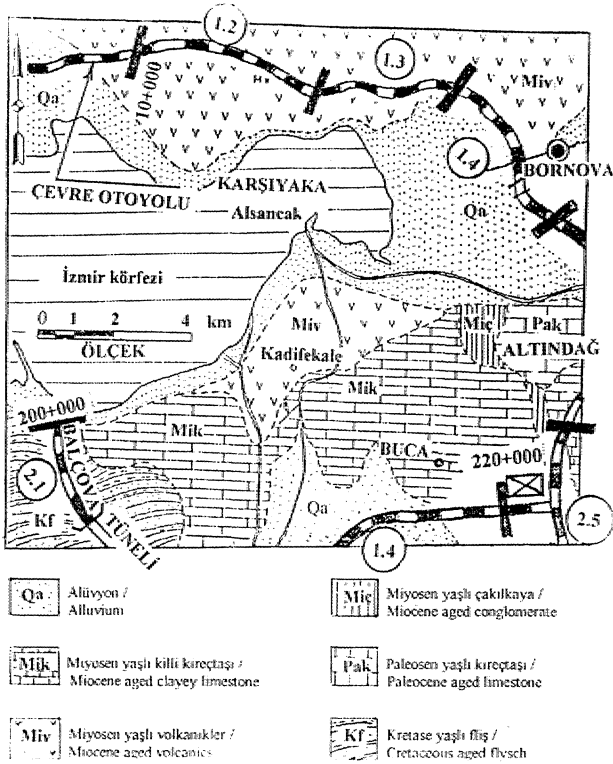 1.2
1.3
Miv
Qa
10+000
1.4
BORNOVA
KARŞIYAKA
ÇEVRE OTOYOLU
Alsancak
Qa
İzmir körfezi
0 1 2 4 km
ÖLÇEK
Miv
Miç
Pak
Kadifekale
ALTINDAĞ
Mik
200+000
Mik
BUCA
220+000
BALÇOVA TÜNELİ
2.1
Qa
Kf
1.4
2.5
Qa Alüvyon /
Alluvium
Miç Miyosen yaşlı çakılkaya /
Miocene aged conglomerate
Mik Miyosen yaşlı killi kireçtaşı /
Miocene aged clayey limestone
Pak Paleosen yaşlı kireçtaşı /
Paleocene aged limestone
Miv Miyosen yaşlı volkanikler /
Miocene aged volcanics
Kf Kretase yaşlı fliş /
Cretaceous aged flysch